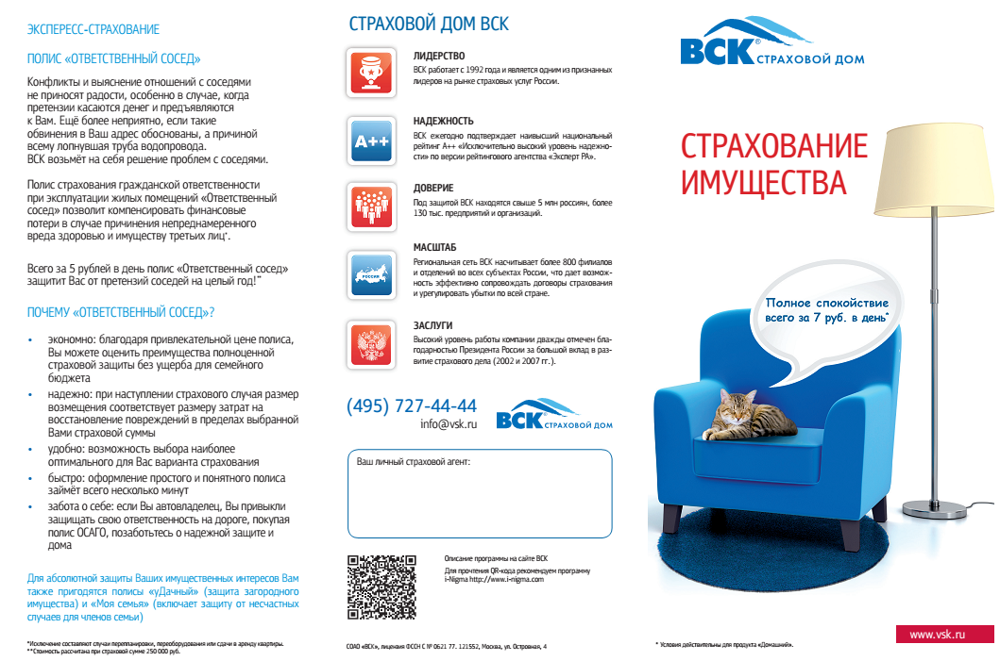 ЭКСПЕРЕСС-СТРАХОВАНИЕ
ПОЛИС «ОТВЕТСТВЕННЫЙ СОСЕД»
Конфликты и выяснение отношений с соседями
не приносят радости, особенно в случае, когда
претензии касаются денег и предъявляются
к Вам. Ещё более неприятно, если такие
обвинения в Ваш адрес обоснованы, а причиной
всему лопнувшая труба водопровода.
ВСК возьмёт на себя решение проблем с соседями.
Полис страхования гражданской ответственности
при эксплуатации жилых помещений «Ответственный
сосед» позволит компенсировать финансовые
потери в случае причинения непреднамеренного
вреда здоровью и имуществу третьих лиц*.
Всего за 5 рублей в день полис «Ответственный сосед»
защитит Вас от претензий соседей на целый год!**
ПОЧЕМУ «ОТВЕТСТВЕННЫЙ СОСЕД»?
• экономно: благодаря привлекательной цене полиса,
Вы можете оценить преимущества полноценной
страховой защиты без ущерба для семейного
бюджета
• надежно: при наступлении страхового случая размер
возмещения соответствует размеру затрат на
восстановление повреждений в пределах выбранной
Вами страховой суммы
• удобно: возможность выбора наиболее
оптимального для Вас варианта страхования
• быстро: оформление простого и понятного полиса
займёт всего несколько минут
• забота о себе: если Вы автовладелец, Вы привыкли
защищать свою ответственность на дороге, покупая
полис ОСАГО, позаботьтесь о надежной защите и
дома
Для абсолютной защиты Ваших имущественных интересов Вам
также пригодятся полисы «уДачный» (защита загородного
имущества) и «Моя семья» (включает защиту от несчастных
случаев для членов семьи)
*Исключение составляют случаи перепланировки, переоборудования или сдачи в аренду квартиры.
**Стоимость рассчитана при страховой сумме 250 000 руб.
СТРАХОВОЙ ДОМ ВСК
ЛИДЕРСТВО
ВСК работает с 1992 года и является одним из признанных
лидеров на рынке страховых услуг России.
A++
НАДЕЖНОСТЬ
ВСК ежегодно подтверждает наивысший национальный
рейтинг А++ «Исключительно высокий уровень надежно-
сти» по версии рейтингового агентства «Эксперт РА».
ДОВЕРИЕ
Под защитой ВСК находятся свыше 5 млн россиян, более
130 тыс. предприятий и организаций.
РОССИЯ
МАСШТАБ
Региональная сеть ВСК насчитывает более 800 филиалов
и отделений во всех субъектах России, что дает возмож-
ность эффективно сопровождать договоры страхования
и урегулировать убытки по всей стране.
ЗАСЛУГИ
Высокий уровень работы компании дважды отмечен бла-
годарностью Президента России за большой вклад в раз-
витие страхового дела (2002 и 2007 гг.).
(495) 727-44-44
info@vsk.ru
ВСК® СТРАХОВОЙ ДОМ
Ваш личный страховой агент:
Описание программы на сайте ВСК
Для прочтения QR-кода рекомендуем программу
i-Nigma http://www.i-nigma.com
СОАО «ВСК», лицензия ФССН С № 0621 77. 121552, Москва, ул. Островная, 4
ВСК® СТРАХОВОЙ ДОМ
СТРАХОВАНИЕ
ИМУЩЕСТВА
Полное спокойствие
всего за 7 руб. в день*
www.vsk.ru
* Условия действительны для продукта «Домашний».